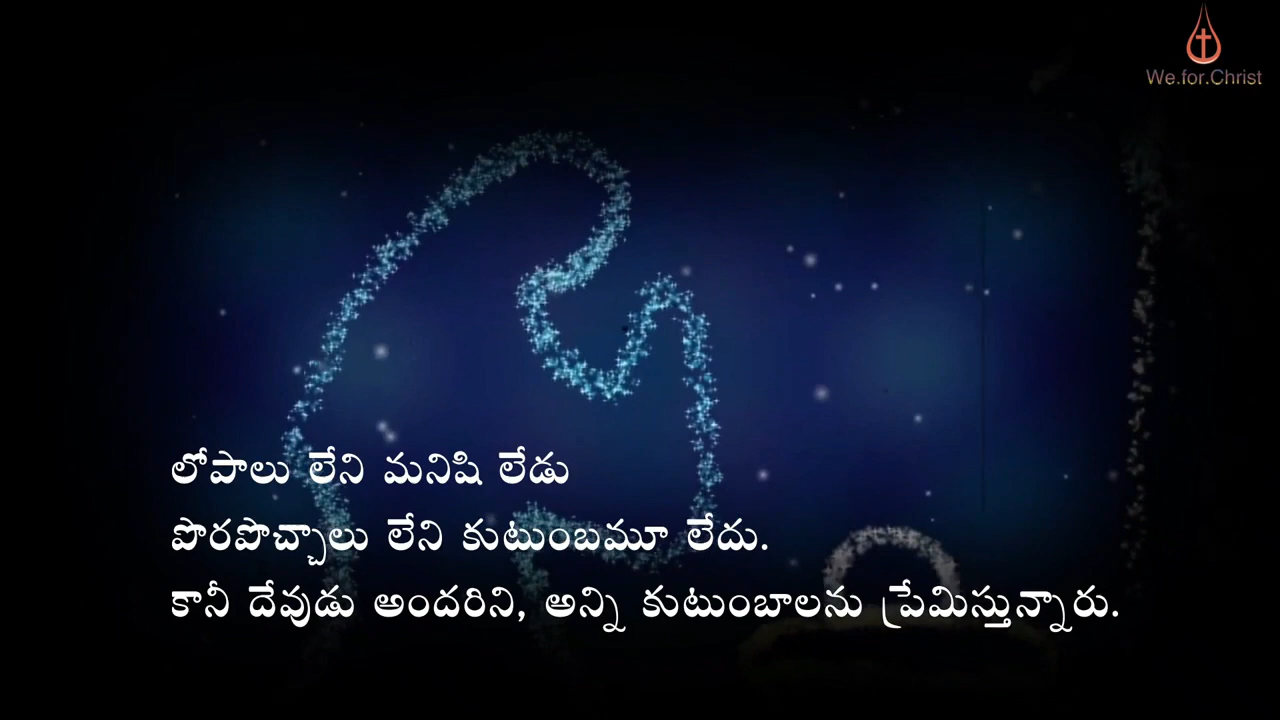 We.for.Christ
లోపాలు లేని మనిషి లేడు
పొరపొచ్చాలు లేని కుటుంబమూ లేదు.
కానీ దేవుడు అందరిని, అన్ని కుటుంబాలను ప్రేమిస్తున్నారు.